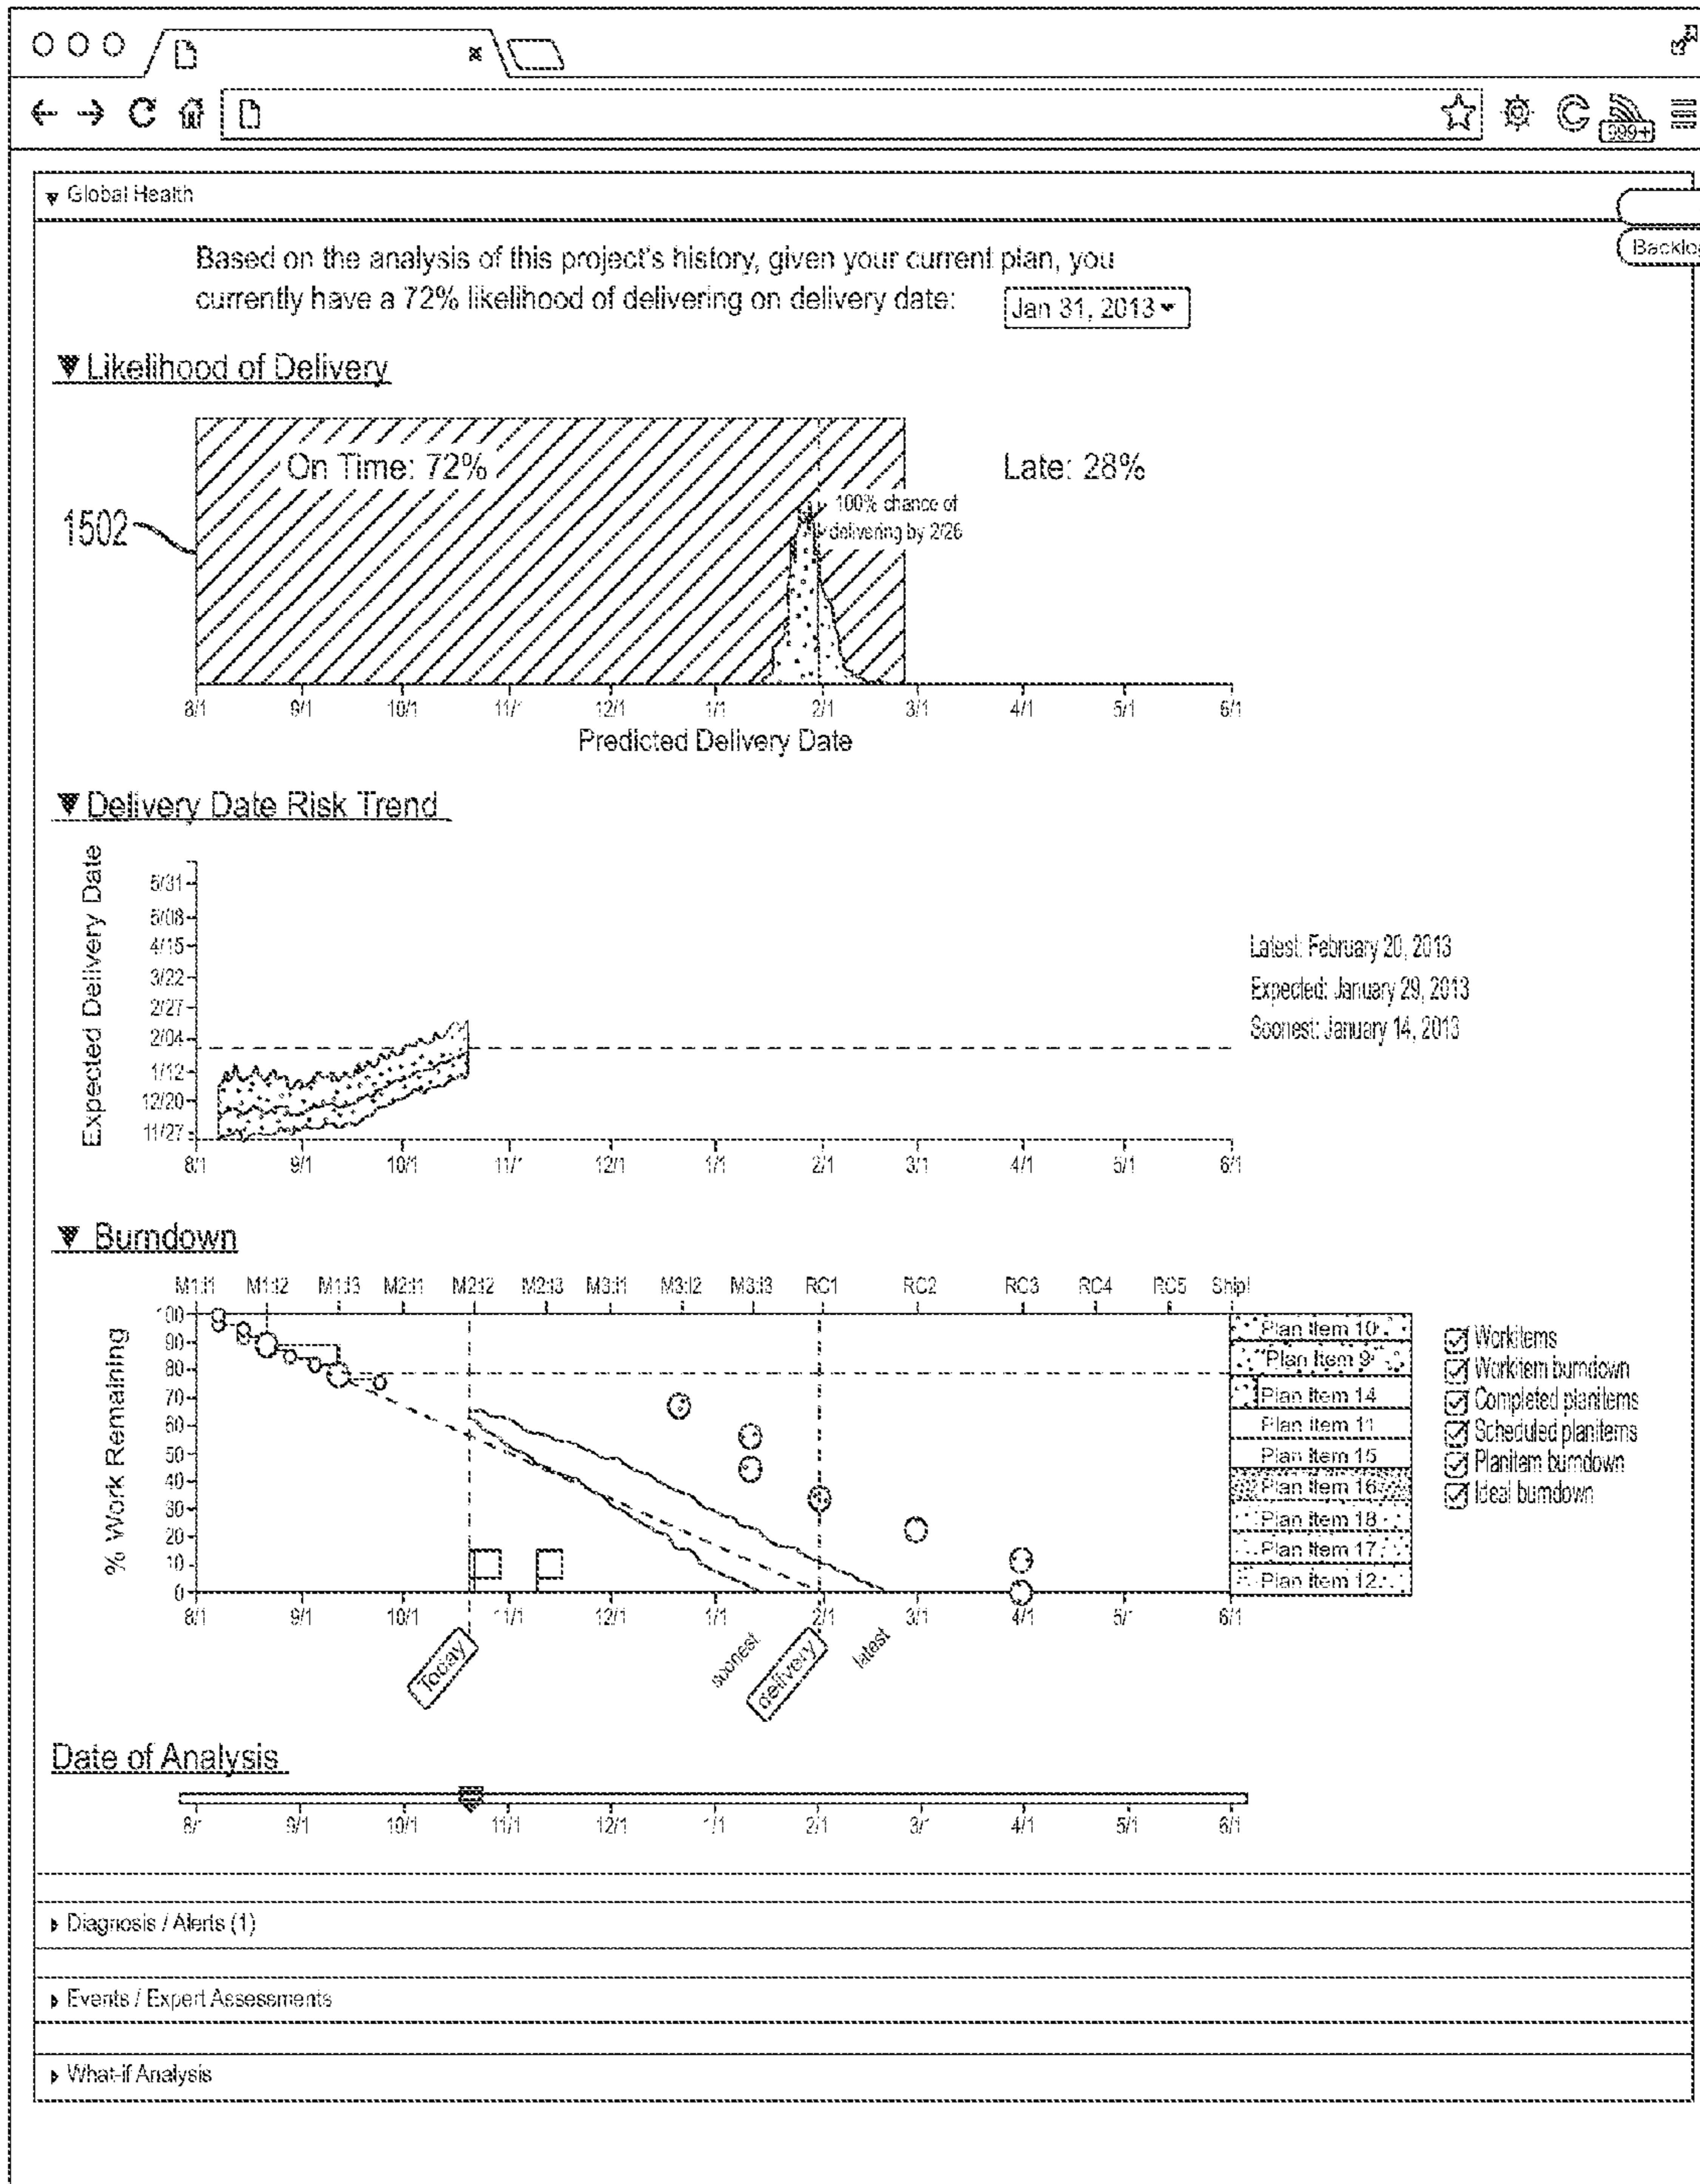 999+
Global Health
Backlog
Based on the analysis of this project's history, given your current plan, you
currently have a 72% likelihood of delivering on delivery date:
Jan 31, 2013
Likelihood of Delivery
On Time: 72%
Late: 28%
100% chance of
delivering by 2/26
1502
8/1 9/1 10/1 11/1 12/1 1/1 2/1 3/1 4/1 5/1 6/1
Predicted Delivery Date
Delivery Date Risk Trend
Expected Delivery Date
5/31
5/08
4/15
3/22
2/27
2/04
1/12
12/20
11/27
8/1 9/1 10/1 11/1 12/1 1/1 2/1 3/1 4/1 5/1 6/1
Latest: February 20, 2013
Expected: January 29, 2013
Soonest: January 14, 2013
Burndown
M1:I1 M1:I2 M1:I3 M2:I1 M2:I2 M2:I3 M3:I1 M3:I2 M3:I3 RC1 RC2 RC3 RC4 RC5 Ship!
% Work Remaining
100
90
80
70
60
50
40
30
20
10
0
8/1 9/1 10/1 11/1 12/1 1/1 2/1 3/1 4/1 5/1 6/1
Today
soonest
delivery
latest
Plan Item 10
Plan Item 9
Plan Item 14
Plan Item 11
Plan Item 15
Plan Item 16
Plan Item 18
Plan Item 17
Plan Item 12
Workitems
Workitem burndown
Completed planitems
Scheduled planitems
Planitem burndown
Ideal burndown
Date of Analysis
8/1 9/1 10/1 11/1 12/1 1/1 2/1 3/1 4/1 5/1 6/1
Diagnosis / Alerts (1)
Events / Expert Assessments
What-if Analysis